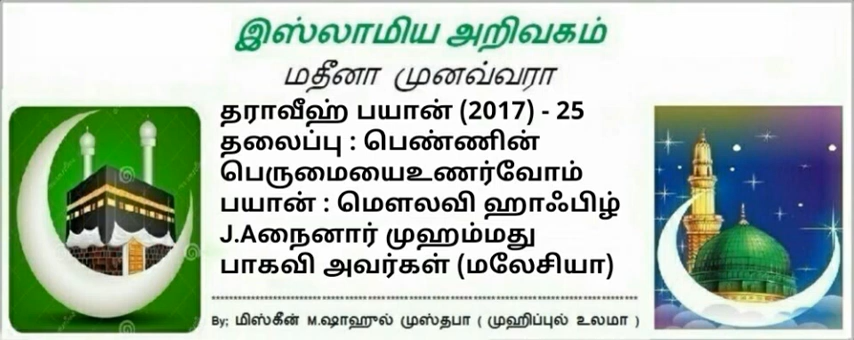 இஸ்லாமிய அறிவகம்
மதீனா முனவ்வரா
தராவீஹ் பயான் (2017) - 25
தலைப்பு : பெண்ணின்
பெருமையைஉணர்வோம்
பயான் : மௌலவி ஹாஃபிழ்
J.Aநைனார் முஹம்மது
பாகவி அவர்கள் (மலேசியா)
By; மிஸ்கீன் M.ஷாஹுல் முஸ்தபா ( முஹிப்புல் உலமா )